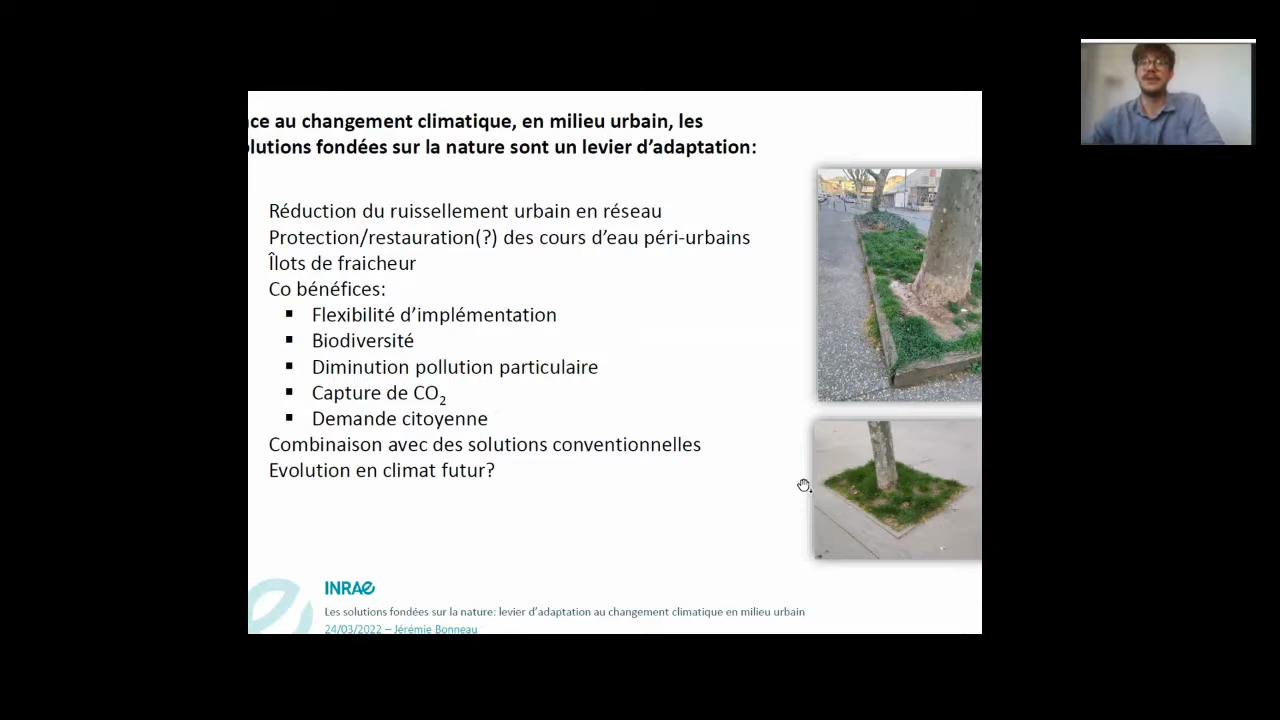 ce au changement climatique, en milieu urbain, les
lutions fondées sur la nature sont un levier d’adaptation:
Réduction du ruissellement urbain en réseau
Protection/restauration(?) des cours d’eau péri-urbains
Îlots de fraicheur
Co bénéfices:
▪ Flexibilité d’implémentation
▪ Biodiversité
▪ Diminution pollution particulaire
▪ Capture de CO₂
▪ Demande citoyenne
Combinaison avec des solutions conventionnelles
Evolution en climat futur?
INRAE
Les solutions fondées sur la nature: levier d’adaptation au changement climatique en milieu urbain
24/03/2022 – Jérémie Bonneau